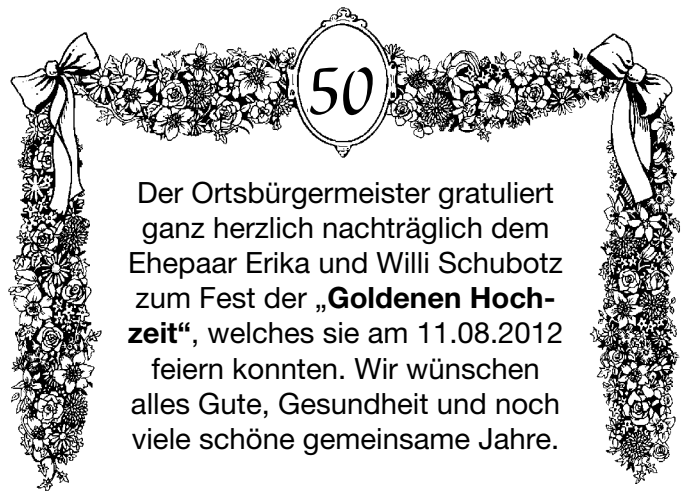 50
Der Ortsbürgermeister gratuliert
ganz herzlich nachträglich dem
Ehepaar Erika und Willi Schubotz
zum Fest der „Goldenen Hoch-
zeit“, welches sie am 11.08.2012
feiern konnten. Wir wünschen
alles Gute, Gesundheit und noch
viele schöne gemeinsame Jahre.